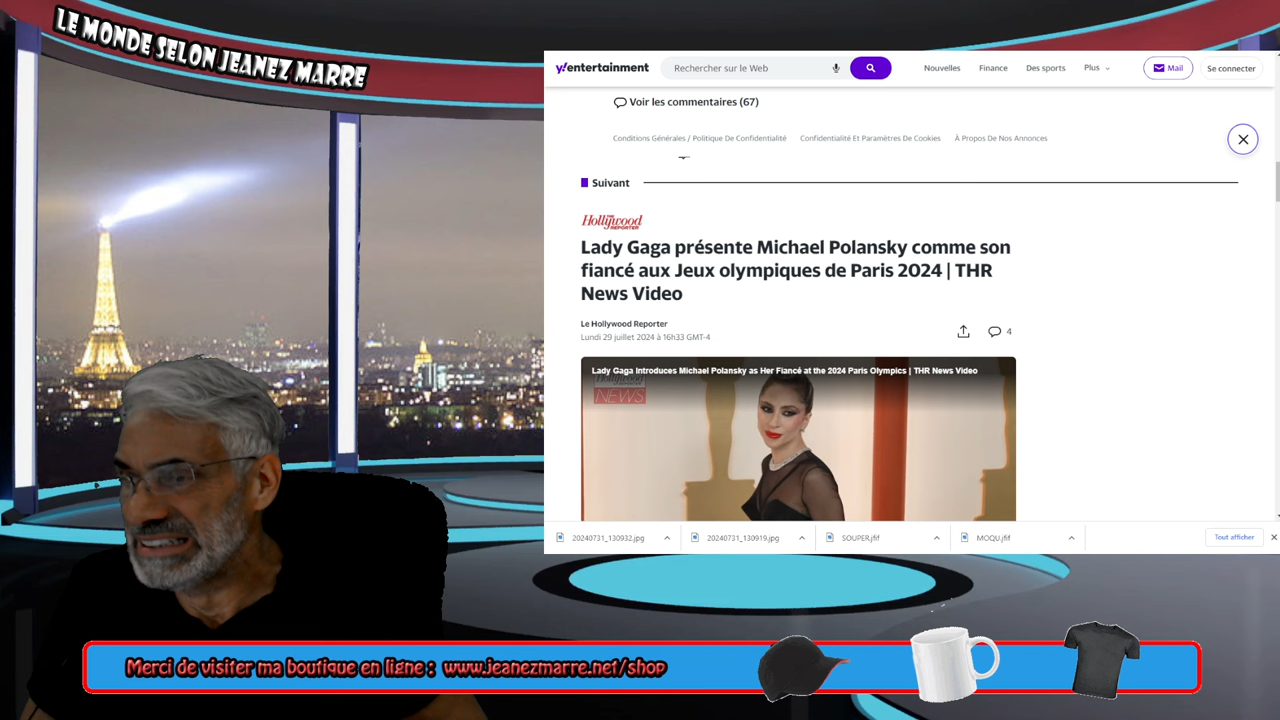 LE MONDE SELON JEANEZ MARRE
y!entertainment
Rechercher sur le Web
Nouvelles
Finance
Des sports
Plus
Mail
Se connecter
Voir les commentaires (67)
Conditions Générales / Politique De Confidentialité
Confidentialité Et Paramètres De Cookies
À Propos De Nos Annonces
Suivant
THE
Hollywood
REPORTER
Lady Gaga présente Michael Polansky comme son
fiancé aux Jeux olympiques de Paris 2024 | THR
News Video
Le Hollywood Reporter
Lundi 29 juillet 2024 à 16h33 GMT-4
4
Lady Gaga Introduces Michael Polansky as Her Fiancé at the 2024 Paris Olympics | THR News Video
Hollywood
NEWS
20240731_130932.jpg
20240731_130919.jpg
SOUPER.jfif
MOQU.jfif
Tout afficher
Merci de visiter ma boutique en ligne : www.jeanezmarre.net/shop